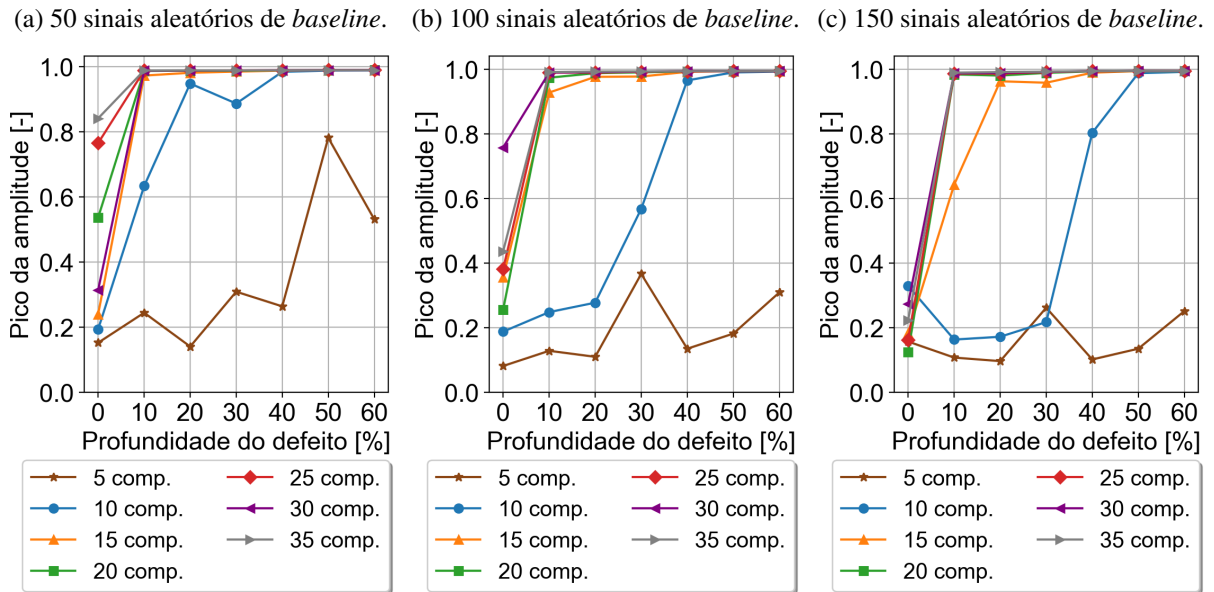 (a) 50 sinais aleatórios de baseline.
Pico da amplitude [-]
1.0
0.8
0.6
0.4
0.2
0.0
0 10 20 30 40 50 60
Profundidade do defeito [%]
5 comp.
10 comp.
15 comp.
20 comp.
25 comp.
30 comp.
35 comp.
(b) 100 sinais aleatórios de baseline.
Pico da amplitude [-]
1.0
0.8
0.6
0.4
0.2
0.0
0 10 20 30 40 50 60
Profundidade do defeito [%]
5 comp.
10 comp.
15 comp.
20 comp.
25 comp.
30 comp.
35 comp.
(c) 150 sinais aleatórios de baseline.
Pico da amplitude [-]
1.0
0.8
0.6
0.4
0.2
0.0
0 10 20 30 40 50 60
Profundidade do defeito [%]
5 comp.
10 comp.
15 comp.
20 comp.
25 comp.
30 comp.
35 comp.